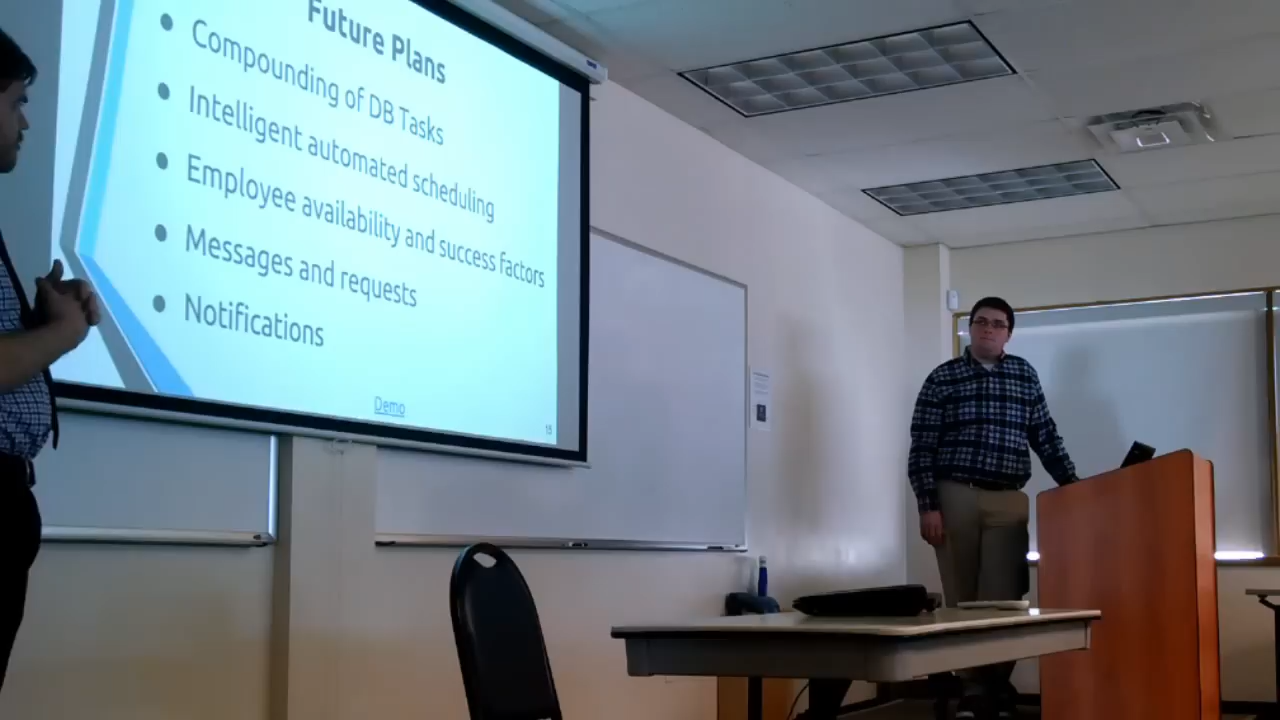 Future Plans
● Compounding of DB Tasks
● Intelligent automated scheduling
● Employee availability and success factors
● Messages and requests
● Notifications
Demo